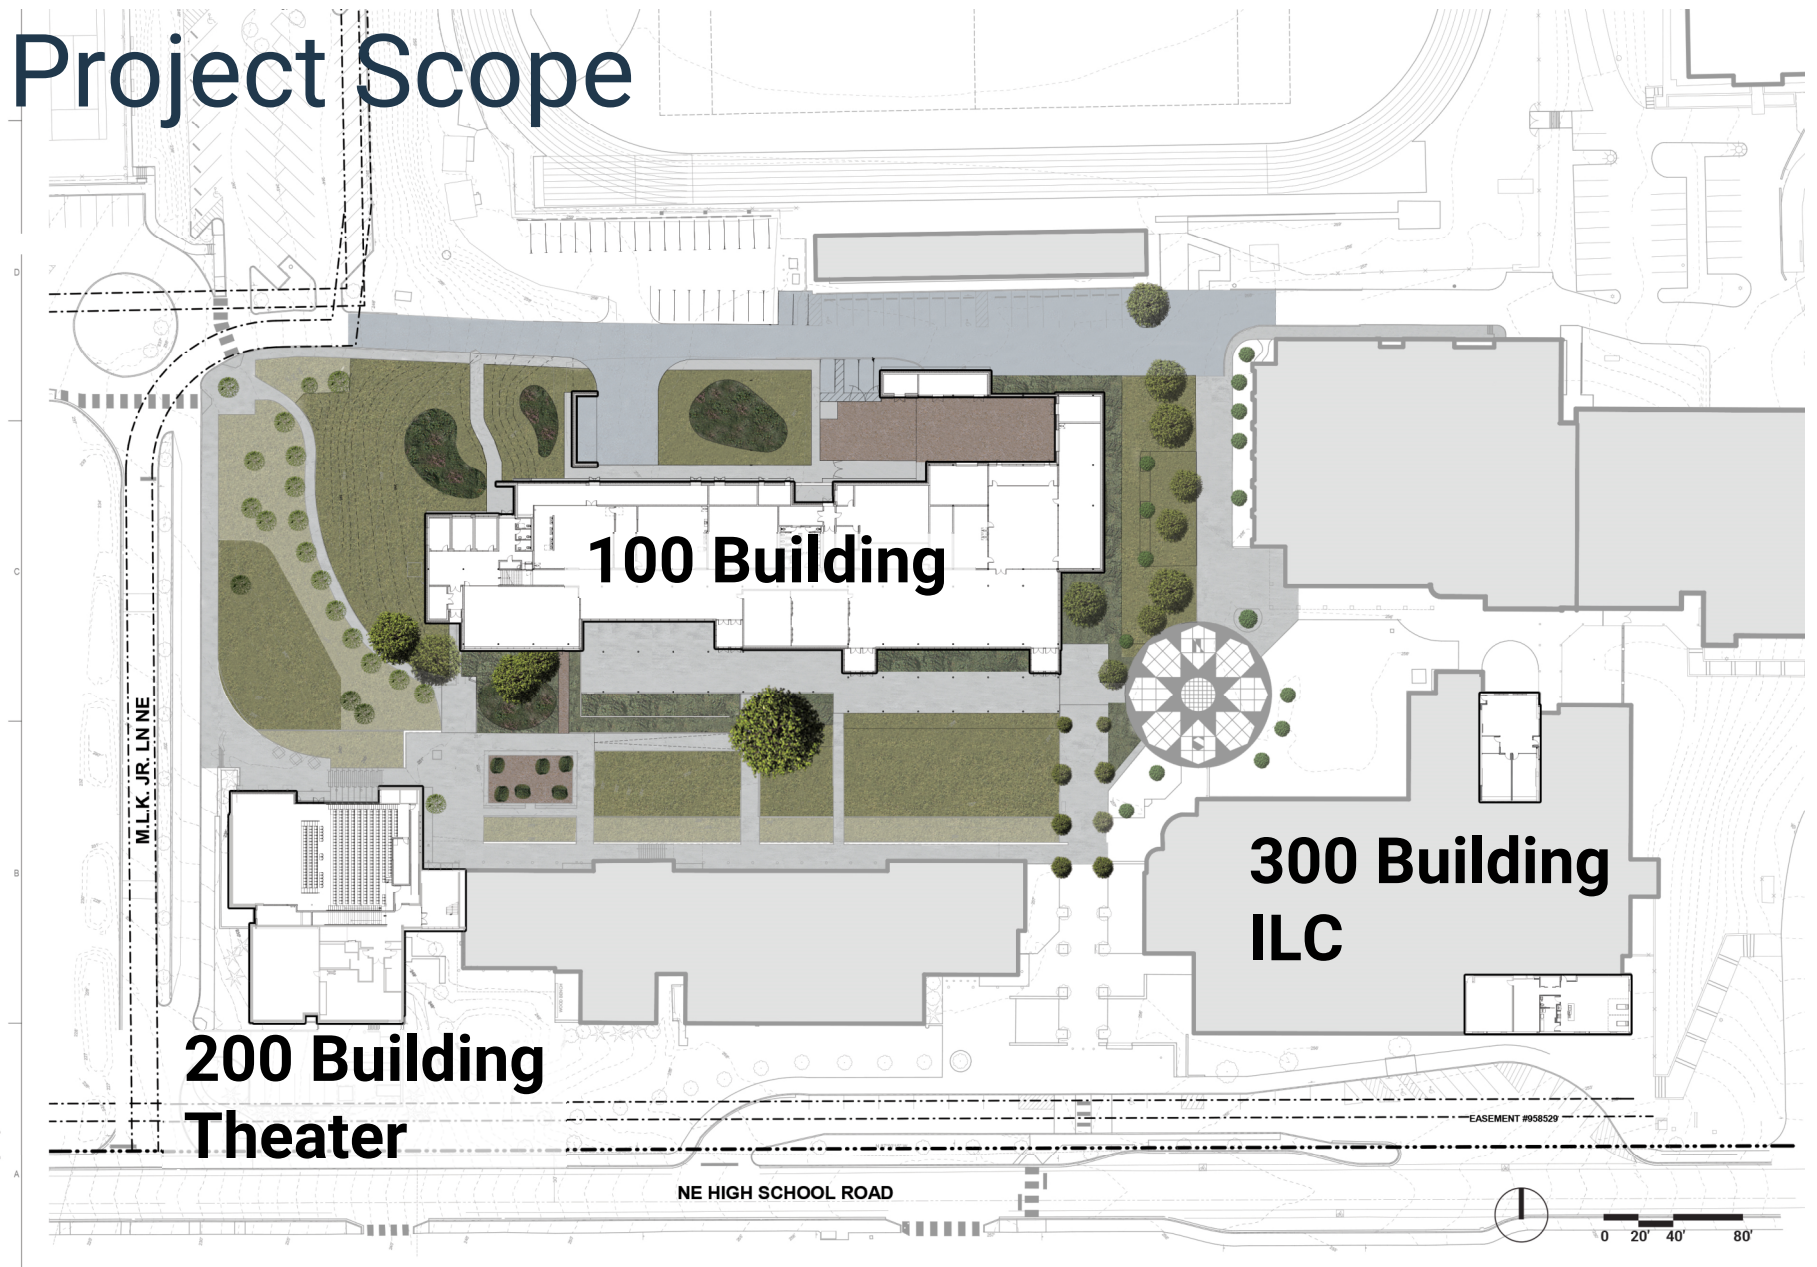 Project Scope
D
C
100 Building
M.L.K. JR. LN NE
B
300 Building
ILC
200 Building
Theater
EASEMENT #958529
A
NE HIGH SCHOOL ROAD
0 20' 40' 80'